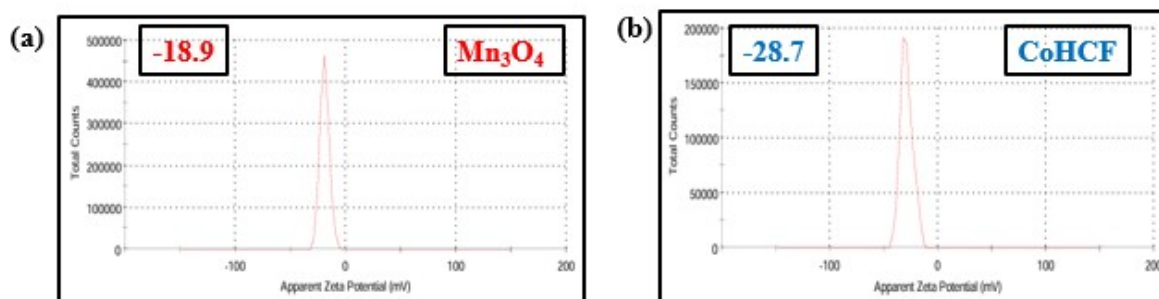 (a)
-18.9
Mn₃O₄
500000
400000
300000
200000
100000
0
Total Counts
-100
0
100
200
Apparent Zeta Potential (mV)
(b)
-28.7
CoHCF
200000
150000
100000
50000
0
Total Counts
-100
0
100
200
Apparent Zeta Potential (mV)